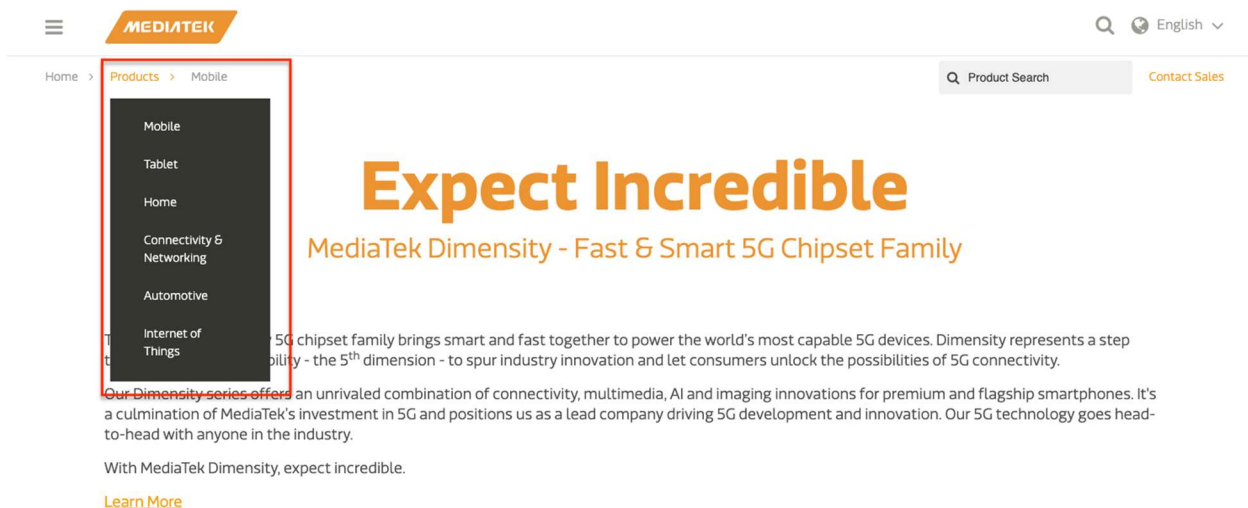 MEDIATEK
English
Home > Products > Mobile
Product Search
Contact Sales
Mobile
Tablet
Home
Connectivity &
Networking
Automotive
Internet of
Things
Expect Incredible
MediaTek Dimensity - Fast & Smart 5G Chipset Family
5G chipset family brings smart and fast together to power the world's most capable 5G devices. Dimensity represents a step
- the 5th dimension - to spur industry innovation and let consumers unlock the possibilities of 5G connectivity.
Our Dimensity series offers an unrivaled combination of connectivity, multimedia, AI and imaging innovations for premium and flagship smartphones. It's
a culmination of MediaTek's investment in 5G and positions us as a lead company driving 5G development and innovation. Our 5G technology goes head-
to-head with anyone in the industry.
With MediaTek Dimensity, expect incredible.
Learn More